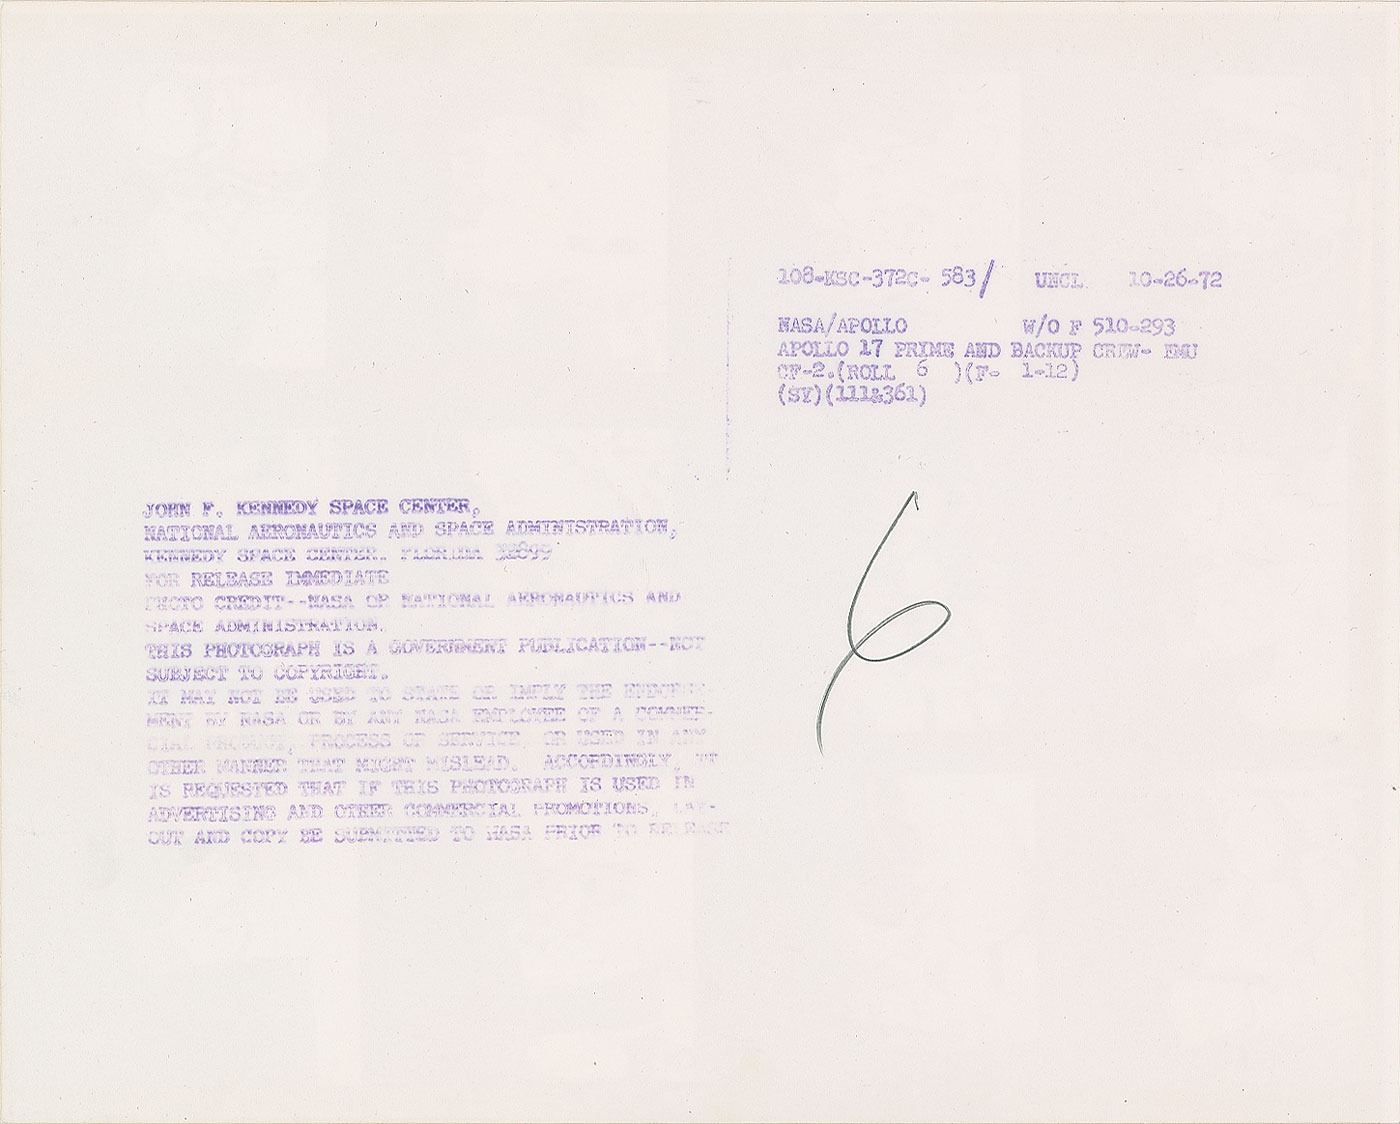 108-KSC-372C- 583/ UNCL 10-26-72
NASA/APOLLO W/O F 510-293
APOLLO 17 PRIME AND BACKUP CREW- EMU
CF-2.(ROLL 6 )(F- 1-12)
(SV)(111&361)
6
JOHN F. KENNEDY SPACE CENTER,
NATIONAL AERONAUTICS AND SPACE ADMINISTRATION,
KENNEDY SPACE CENTER. FLORIDA 32899
FOR RELEASE IMMEDIATE
PHOTO CREDIT--NASA OR NATIONAL AERONAUTICS AND
SPACE ADMINISTRATION.
THIS PHOTOGRAPH IS A GOVERNMENT PUBLICATION--NOT
SUBJECT TO COPYRIGHT.
IT MAY NOT BE USED TO STATE OR IMPLY THE ENDORSE-
MENT BY NASA OR BY ANY NASA EMPLOYEE OF A COMMER-
CIAL PRODUCT, PROCESS OF SERVICE, OR USED IN ANY
OTHER MANNER THAT MIGHT MISLEAD. ACCORDINGLY, IT
IS REQUESTED THAT IF THIS PHOTOGRAPH IS USED IN
ADVERTISING AND OTHER COMMERCIAL PROMOTIONS, LAY-
OUT AND COPY BE SUBMITTED TO NASA PRIOR TO RELEASE